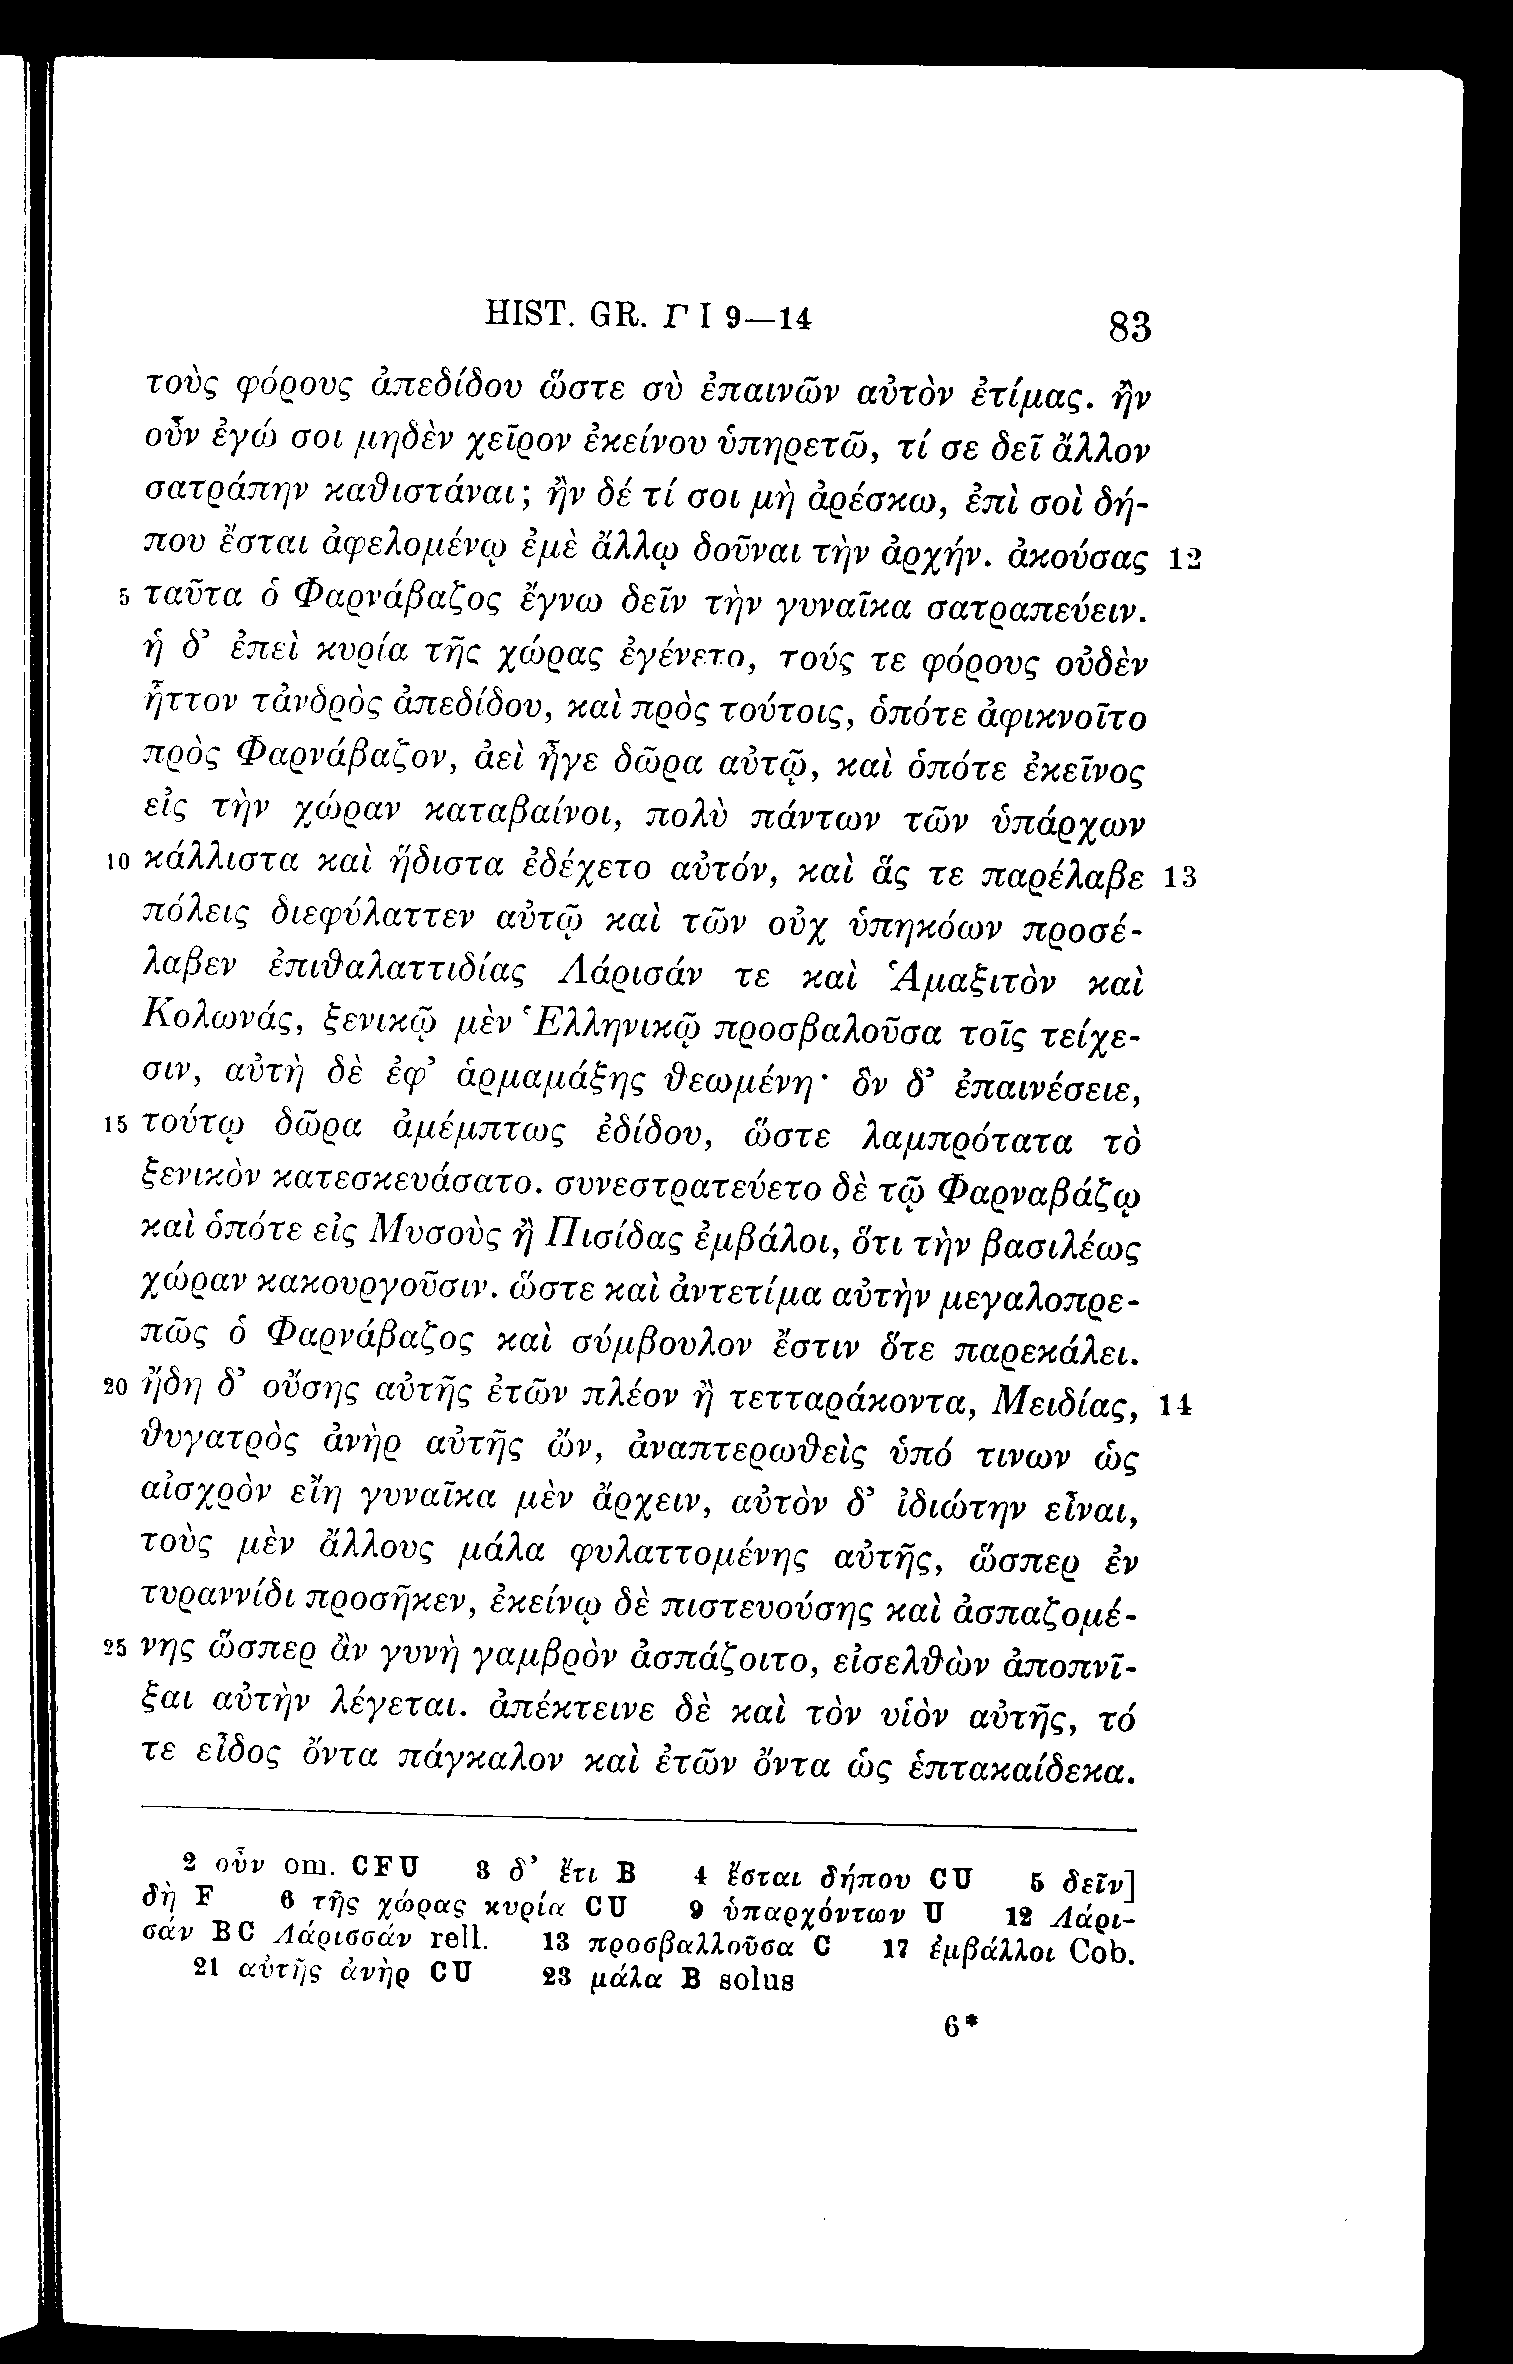 HIST. GR. Γ I 9—14 83
τοὺς φόρους ἀπεδίδου ὥστε σὺ ἐπαινῶν αὐτὸν ἐτίμας. ἢν
οὖν ἐγώ σοι μηδὲν χεῖρον ἐκείνου ὑπηρετῶ, τί σε δεῖ ἄλλον
σατράπην καθιστάναι; ἢν δέ τί σοι μὴ ἀρέσκω, ἐπὶ σοὶ δή-
που ἔσται ἀφελομένῳ ἐμὲ ἄλλῳ δοῦναι τὴν ἀρχήν. ἀκούσας 12
5 ταῦτα ὁ Φαρνάβαζος ἔγνω δεῖν τὴν γυναῖκα σατραπεύειν.
ἡ δ’ ἐπεὶ κυρία τῆς χώρας ἐγένετο, τούς τε φόρους οὐδὲν
ἧττον τἀνδρὸς ἀπεδίδου, καὶ πρὸς τούτοις, ὁπότε ἀφικνοῖτο
πρὸς Φαρνάβαζον, ἀεὶ ἦγε δῶρα αὐτῷ, καὶ ὁπότε ἐκεῖνος
εἰς τὴν χώραν καταβαίνοι, πολὺ πάντων τῶν ὑπάρχων
10 κάλλιστα καὶ ἥδιστα ἐδέχετο αὐτόν, καὶ ἅς τε παρέλαβε 13
πόλεις διεφύλαττεν αὐτῷ καὶ τῶν οὐχ ὑπηκόων προσέ-
λαβεν ἐπιθαλαττιδίας Λάρισάν τε καὶ Ἁμαξιτὸν καὶ
Κολωνάς, ξενικῷ μὲν Ἑλληνικῷ προσβαλοῦσα τοῖς τείχε-
σιν, αὐτὴ δὲ ἐφ’ ἁρμαμάξης θεωμένη· ὃν δ’ ἐπαινέσειε,
15 τούτῳ δῶρα ἀμέμπτως ἐδίδου, ὥστε λαμπρότατα τὸ
ξενικὸν κατεσκευάσατο. συνεστρατεύετο δὲ τῷ Φαρναβάζῳ
καὶ ὁπότε εἰς Μυσοὺς ἢ Πισίδας ἐμβάλοι, ὅτι τὴν βασιλέως
χώραν κακουργοῦσιν. ὥστε καὶ ἀντετίμα αὐτὴν μεγαλοπρε-
πῶς ὁ Φαρνάβαζος καὶ σύμβουλον ἔστιν ὅτε παρεκάλει.
20 ἤδη δ’ οὔσης αὐτῆς ἐτῶν πλέον ἢ τετταράκοντα, Μειδίας, 14
θυγατρὸς ἀνὴρ αὐτῆς ὤν, ἀναπτερωθεὶς ὑπό τινων ὡς
αἰσχρὸν εἴη γυναῖκα μὲν ἄρχειν, αὐτὸν δ’ ἰδιώτην εἶναι,
τοὺς μὲν ἄλλους μάλα φυλαττομένης αὐτῆς, ὥσπερ ἐν
τυραννίδι προσῆκεν, ἐκείνῳ δὲ πιστευούσης καὶ ἀσπαζομέ-
25 νης ὥσπερ ἂν γυνὴ γαμβρὸν ἀσπάζοιτο, εἰσελθὼν ἀποπνῖ-
ξαι αὐτὴν λέγεται. ἀπέκτεινε δὲ καὶ τὸν υἱὸν αὐτῆς, τό
τε εἶδος ὄντα πάγκαλον καὶ ἐτῶν ὄντα ὡς ἑπτακαίδεκα.
2 οὖν om. CFU 3 δ’ ἔτι B 4 ἔσται δήπου CU 5 δεῖν]
δὴ F 6 τῆς χώρας κυρία CU 9 ὑπαρχόντων U 12 Λάρι-
σάν BC Λάρισσάν rell. 13 προσβαλλοῦσα C 17 ἐμβάλλοι Cob.
21 αὐτῆς ἀνὴρ CU 23 μάλα B solus
6*